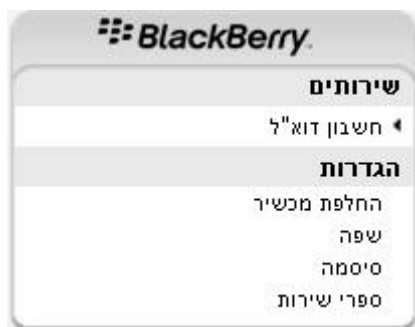 BlackBerry.
שירותים
חשבון דוא"ל
הגדרות
החלפת מכשיר
שפה
סיסמה
ספרי שירות